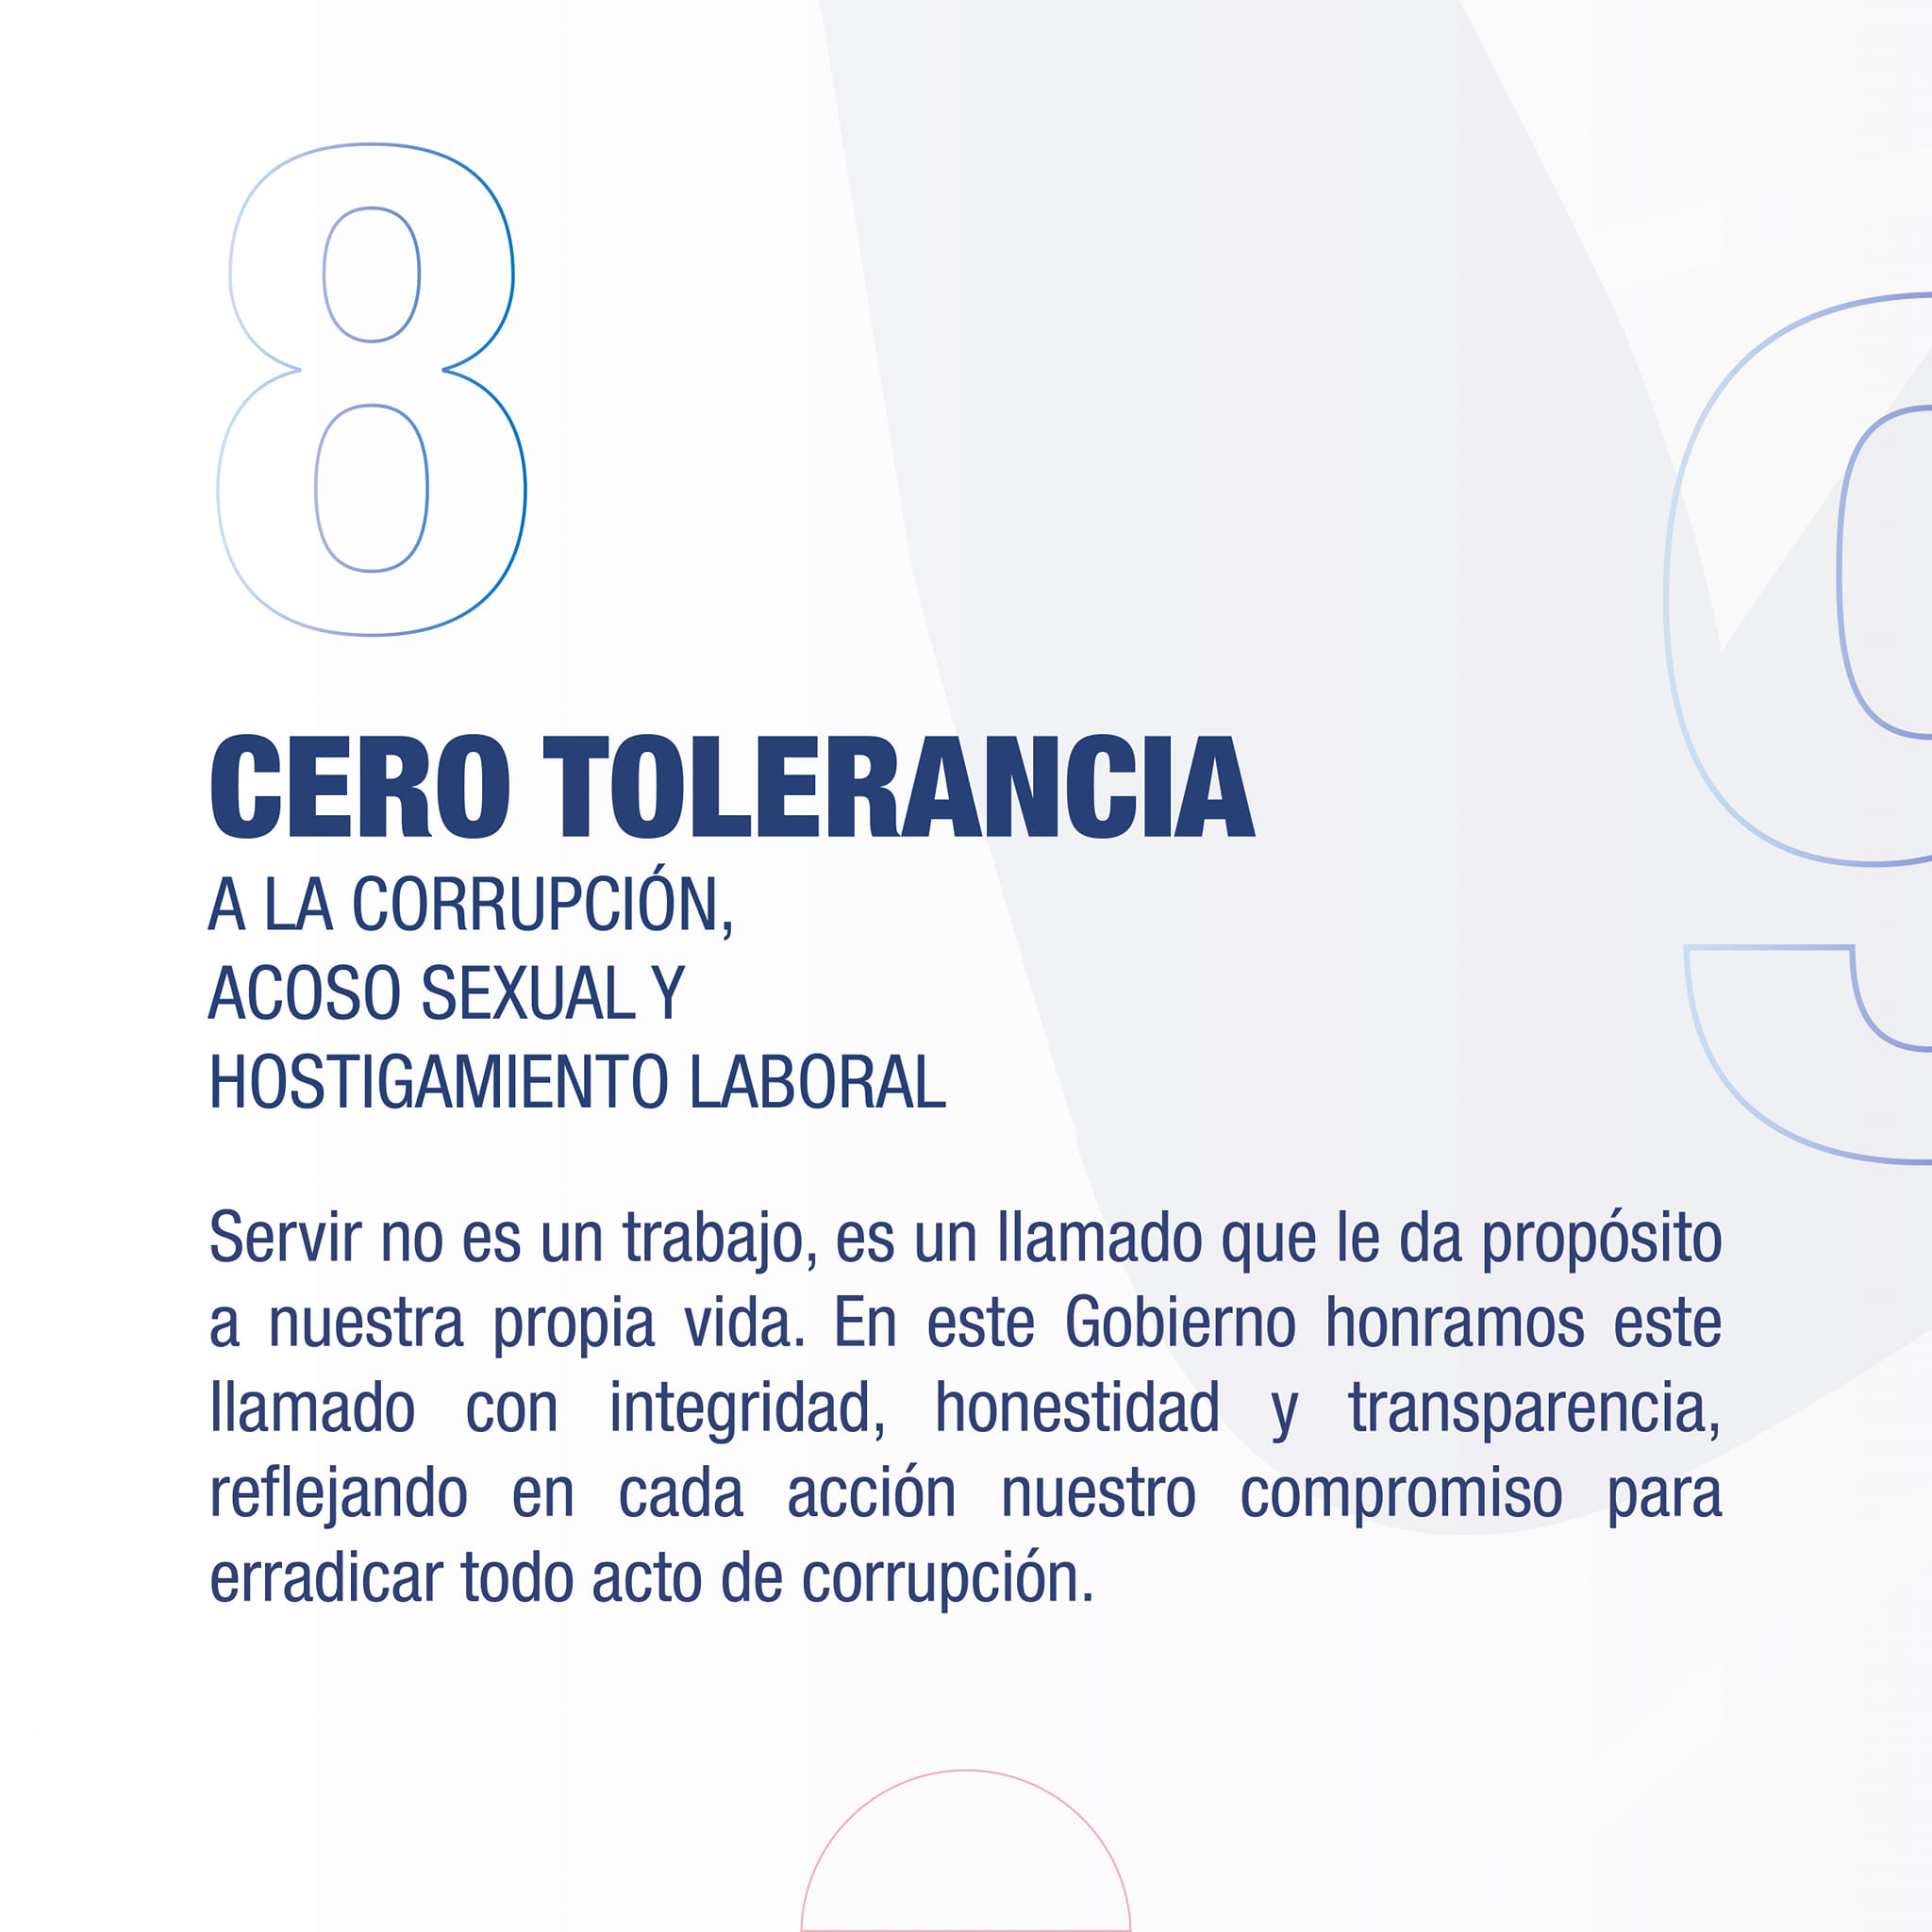 8
CERO TOLERANCIA
A LA CORRUPCIÓN,
ACOSO SEXUAL Y
HOSTIGAMIENTO LABORAL
Servir no es un trabajo, es un llamado que le da propósito
a nuestra propia vida. En este Gobierno honramos este
llamado con integridad, honestidad y transparencia,
reflejando en cada acción nuestro compromiso para
erradicar todo acto de corrupción.
9